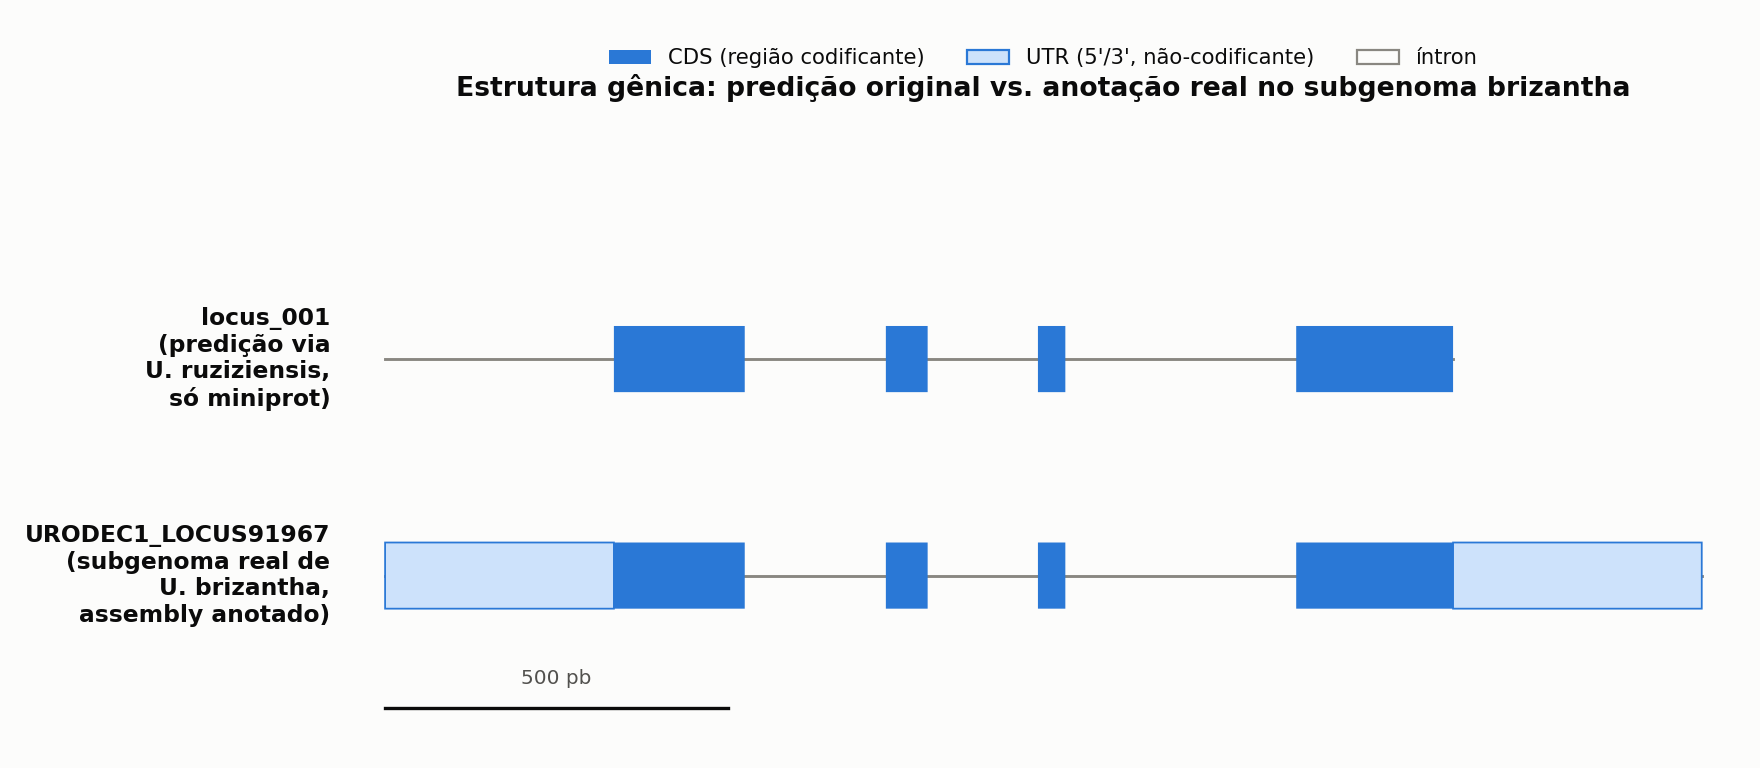 CDS (região codificante)
UTR (5'/3', não-codificante)
íntron
Estrutura gênica: predição original vs. anotação real no subgenoma brizantha
locus_001
(predição via
U. ruziziensis,
só miniprot)
URODEC1_LOCUS91967
(subgenoma real de
U. brizantha,
assembly anotado)
500 pb